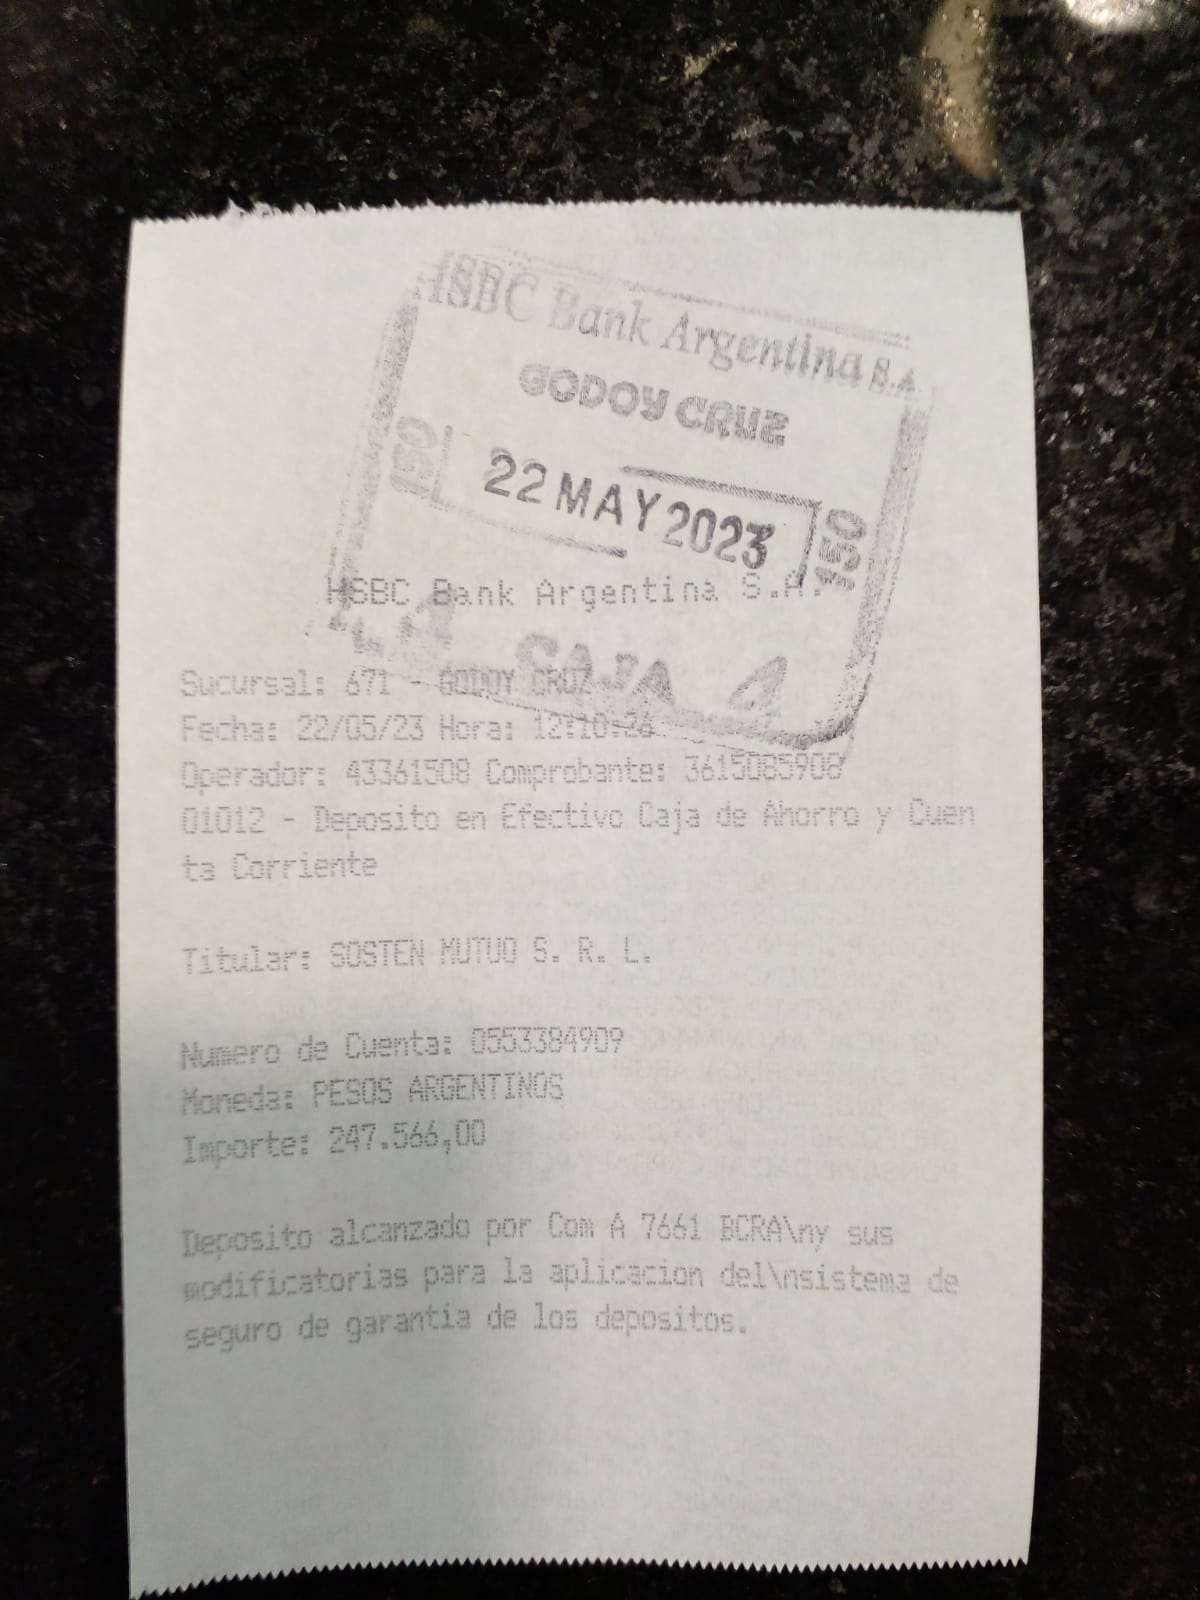 HSBC Bank Argentina S.A.
GODOY CRUZ
150
22 MAY 2023
150
CAJA 4
HSBC Bank Argentina S.A.
Sucursal: 671 - GODOY CRUZ
Fecha: 22/05/23 Hora: 12:10:26
Operador: 43361508 Comprobante: 3615085908
01012 - Deposito en Efectivo Caja de Ahorro y Cuen
ta Corriente
Titular: SOSTEN MUTUO S. R. L.
Numero de Cuenta: 0553384909
Moneda: PESOS ARGENTINOS
Importe: 247.566,00
Deposito alcanzado por Com A 7661 BCRA\ny sus
modificatorias para la aplicacion del\nsistema de
seguro de garantia de los depositos.